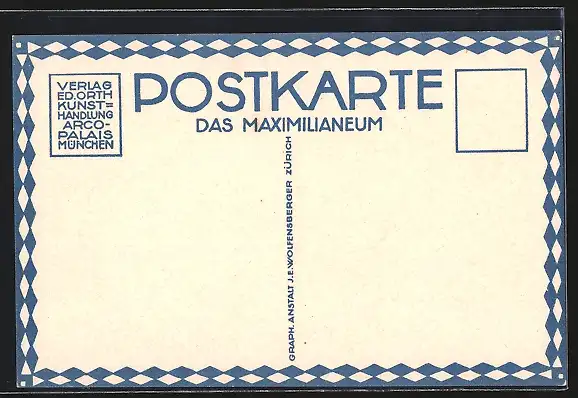 VERLAG
ED. ORTH
KUNST=
HANDLUNG
ARCO-
PALAIS
MÜNCHEN
POSTKARTE
DAS MAXIMILIANEUM
GRAPH. ANSTALT J. E. WOLFENSBERGER ZÜRICH